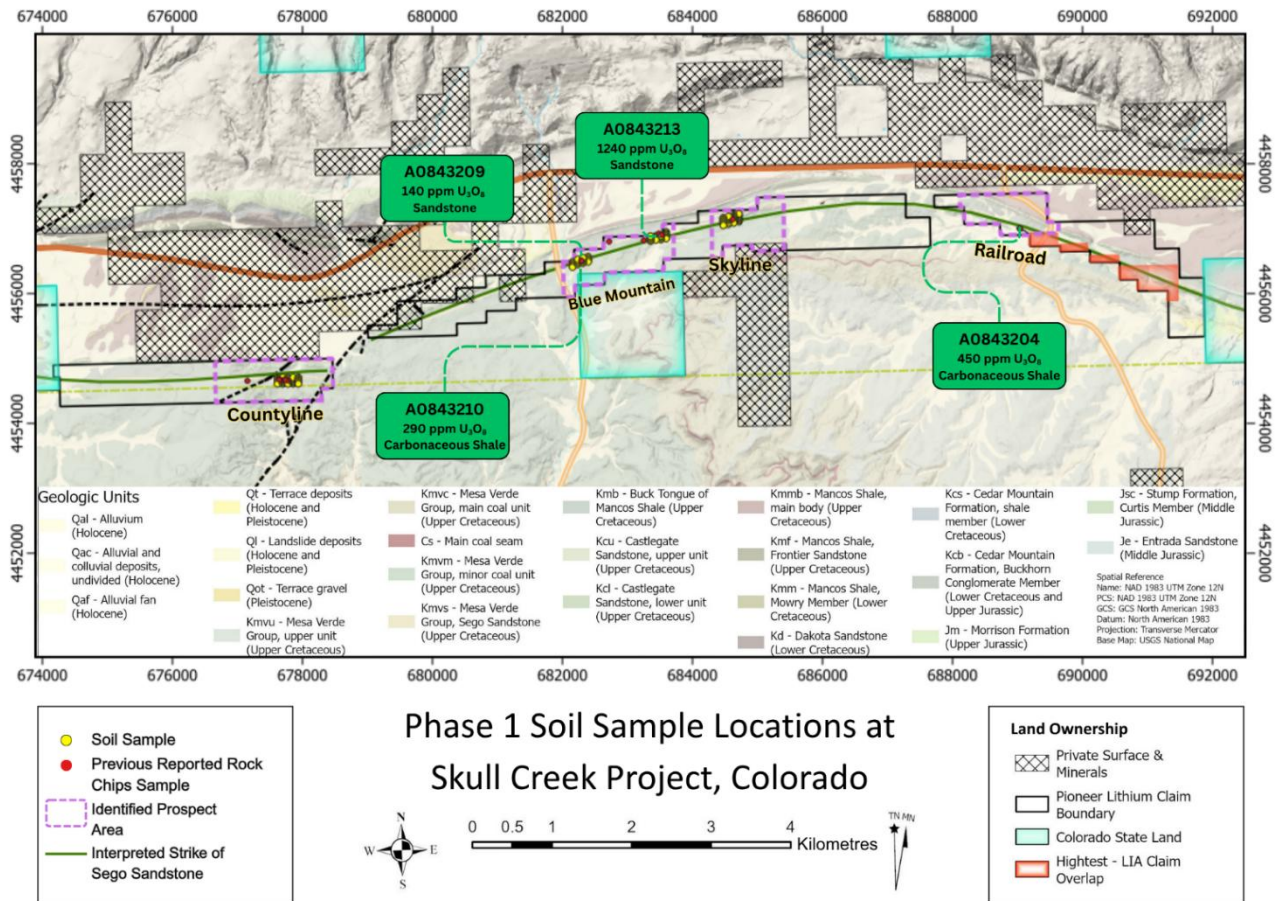 674000 676000 678000 680000 682000 684000 686000 688000 690000 692000
4458000
4456000
4454000
4452000
4458000
4456000
4454000
4452000
A0843213
1240 ppm U₃O₈
Sandstone
A0843209
140 ppm U₃O₈
Sandstone
Skyline
Railroad
Blue Mountain
A0843204
450 ppm U₃O₈
Carbonaceous Shale
Countyline
A0843210
290 ppm U₃O₈
Carbonaceous Shale
Geologic Units
Qal - Alluvium
(Holocene)
Qac - Alluvial and
colluvial deposits,
undivided (Holocene)
Qaf - Alluvial fan
(Holocene)
Qt - Terrace deposits
(Holocene and
Pleistocene)
Ql - Landslide deposits
(Holocene and
Pleistocene)
Qot - Terrace gravel
(Pleistocene)
Kmvu - Mesa Verde
Group, upper unit
(Upper Cretaceous)
Kmvc - Mesa Verde
Group, main coal unit
(Upper Cretaceous)
Cs - Main coal seam
Kmvm - Mesa Verde
Group, minor coal unit
(Upper Cretaceous)
Kmvs - Mesa Verde
Group, Sego Sandstone
(Upper Cretaceous)
Kmb - Buck Tongue of
Mancos Shale (Upper
Cretaceous)
Kcu - Castlegate
Sandstone, upper unit
(Upper Cretaceous)
Kcl - Castlegate
Sandstone, lower unit
(Upper Cretaceous)
Kmmb - Mancos Shale,
main body (Upper
Cretaceous)
Kmf - Mancos Shale,
Frontier Sandstone
(Upper Cretaceous)
Kmm - Mancos Shale,
Mowry Member (Lower
Cretaceous)
Kd - Dakota Sandstone
(Lower Cretaceous)
Kcs - Cedar Mountain
Formation, shale
member (Lower
Cretaceous)
Kcb - Cedar Mountain
Formation, Buckhorn
Conglomerate Member
(Lower Cretaceous and
Upper Jurassic)
Jm - Morrison Formation
(Upper Jurassic)
Jsc - Stump Formation,
Curtis Member (Middle
Jurassic)
Je - Entrada Sandstone
(Middle Jurassic)
Spatial Reference
Name: NAD 1983 UTM Zone 12N
PCS: NAD 1983 UTM Zone 12N
GCS: GCS North American 1983
Datum: North American 1983
Projection: Transverse Mercator
Base Map: USGS National Map
674000 676000 678000 680000 682000 684000 686000 688000 690000 692000
Soil Sample
Previous Reported Rock
Chips Sample
Identified Prospect
Area
Interpreted Strike of
Sego Sandstone
Phase 1 Soil Sample Locations at
Skull Creek Project, Colorado
N
W E
S
0 0.5 1 2 3 4
Kilometres
TN MN
Land Ownership
Private Surface &
Minerals
Pioneer Lithium Claim
Boundary
Colorado State Land
Hightest - LIA Claim
Overlap